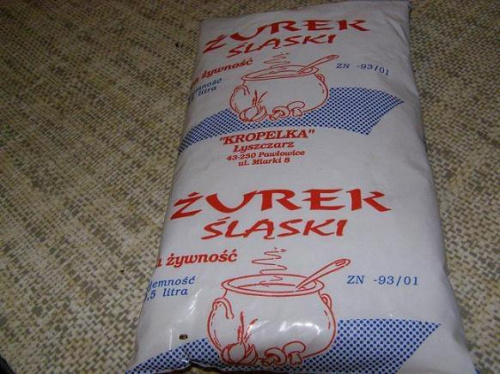 ŻUREK
ŚLĄSKI
żywność
ZN -93/01
litra
"KROPELKA"
Łyszczarz
43-250 Pawłowice
ul. Miarki 8
ŻUREK
ŚLĄSKI
żywność
ZN -93/01
,5 litra